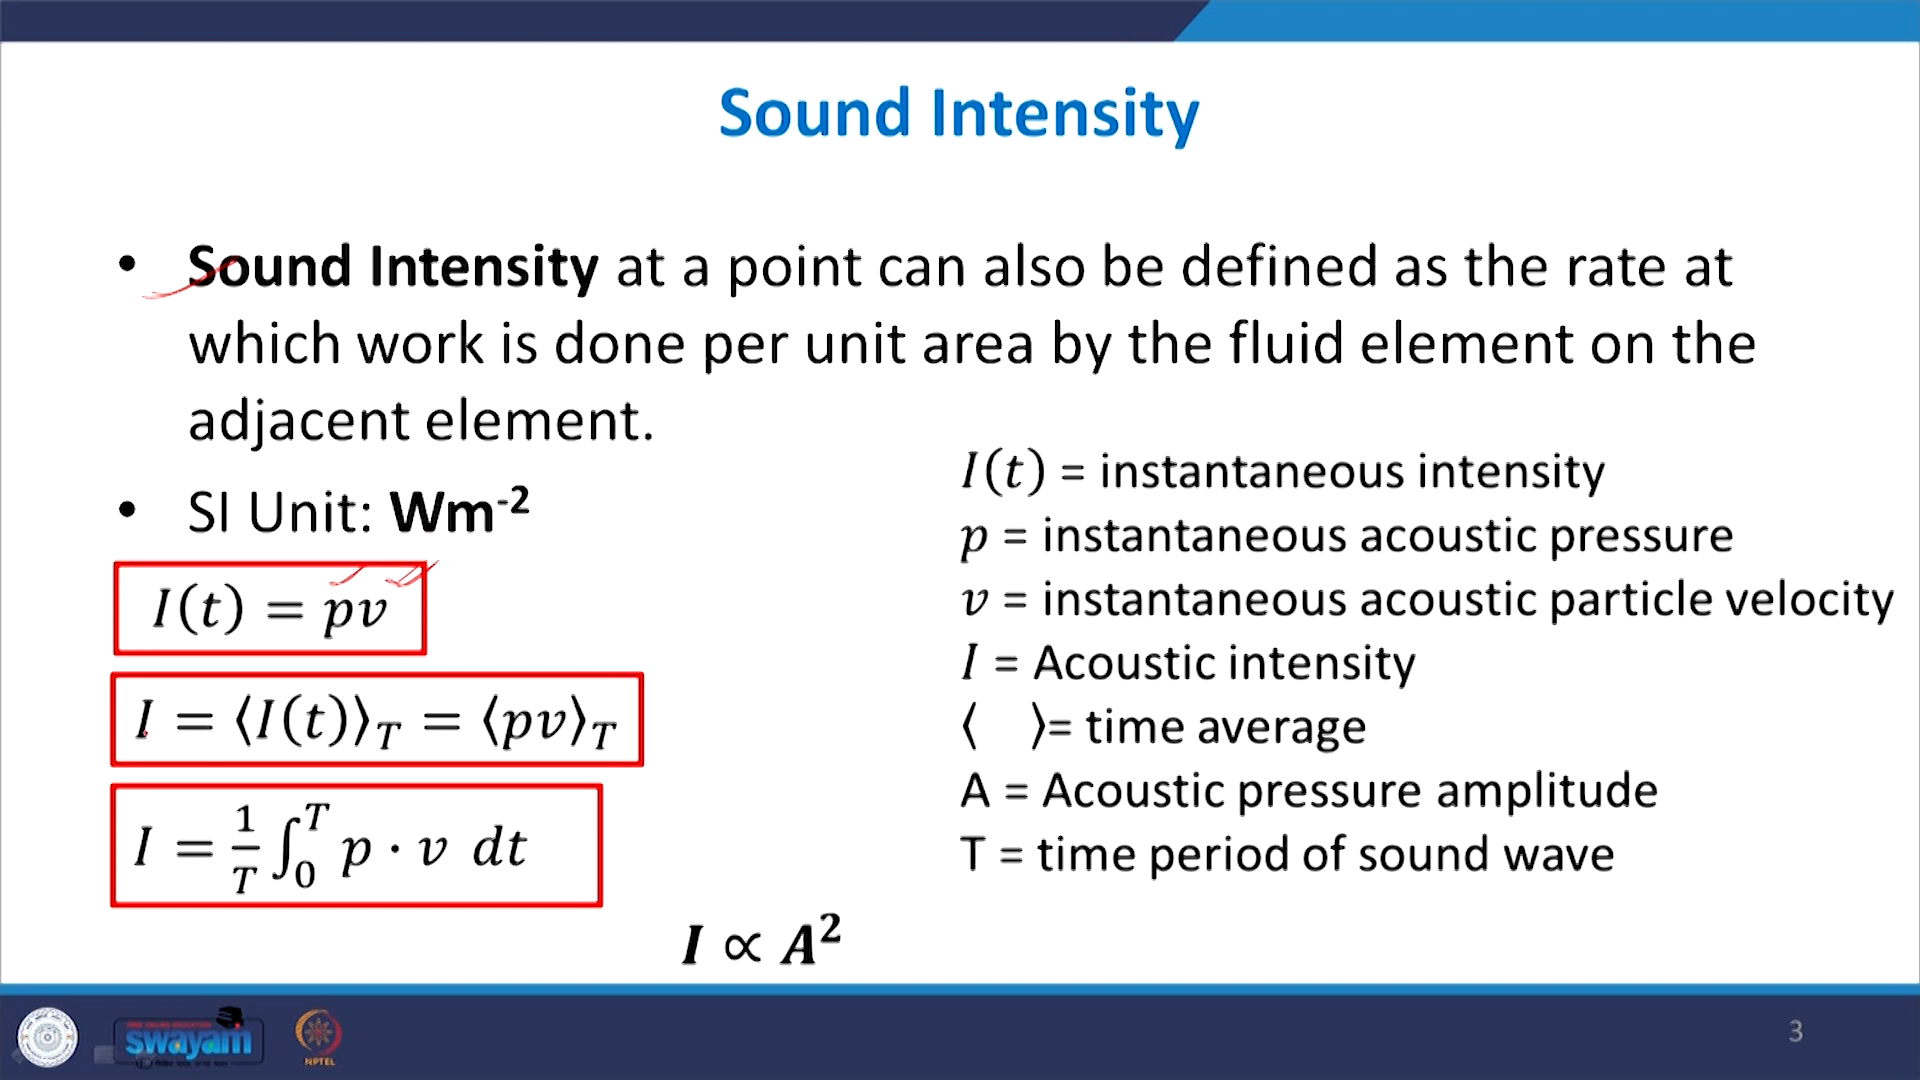 Sound Intensity
• Sound Intensity at a point can also be defined as the rate at
which work is done per unit area by the fluid element on the
adjacent element.
• SI Unit: Wm⁻²
I(t) = pv
I = ⟨I(t)⟩_T = ⟨pv⟩_T
I = 1/T ∫₀ᵀ p · v dt
I ∝ A²
I(t) = instantaneous intensity
p = instantaneous acoustic pressure
v = instantaneous acoustic particle velocity
I = Acoustic intensity
⟨ ⟩= time average
A = Acoustic pressure amplitude
T = time period of sound wave
swayam
NPTEL
3